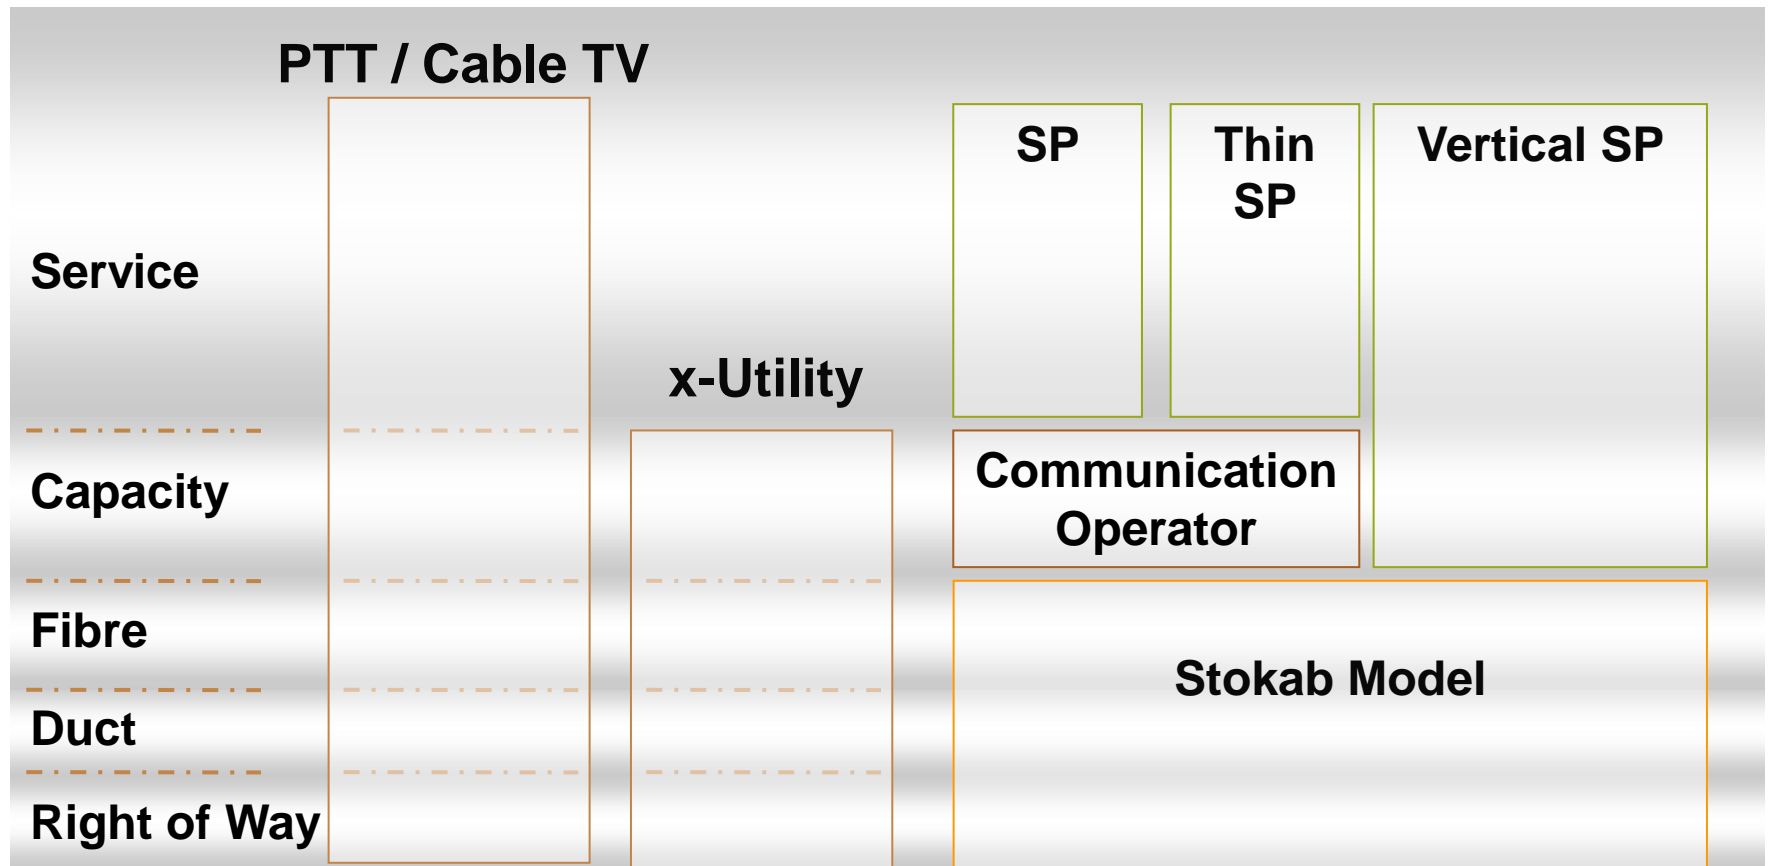 PTT / Cable TV
SP
Thin
SP
Vertical SP
Service
x-Utility
Capacity
Communication
Operator
Fibre
Stokab Model
Duct
Right of Way